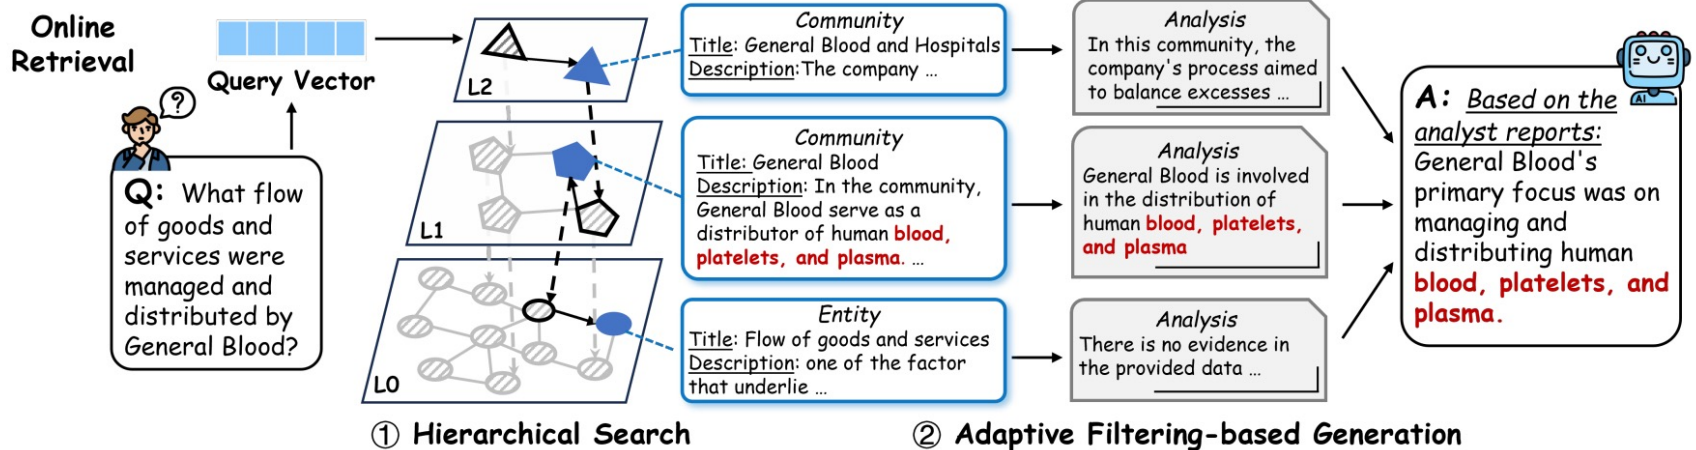 Online
Retrieval
Query Vector
?
Q: What flow
of goods and
services were
managed and
distributed by
General Blood?
L2
L1
L0
Community
Title: General Blood and Hospitals
Description:The company ...
Community
Title: General Blood
Description: In the community,
General Blood serve as a
distributor of human blood,
platelets, and plasma. ...
Entity
Title: Flow of goods and services
Description: one of the factor
that underlie ...
Analysis
In this community, the
company's process aimed
to balance excesses ...
Analysis
General Blood is involved
in the distribution of
human blood, platelets,
and plasma
Analysis
There is no evidence in
the provided data ...
AI
A: Based on the
analyst reports:
General Blood's
primary focus was on
managing and
distributing human
blood, platelets, and
plasma.
① Hierarchical Search
② Adaptive Filtering-based Generation